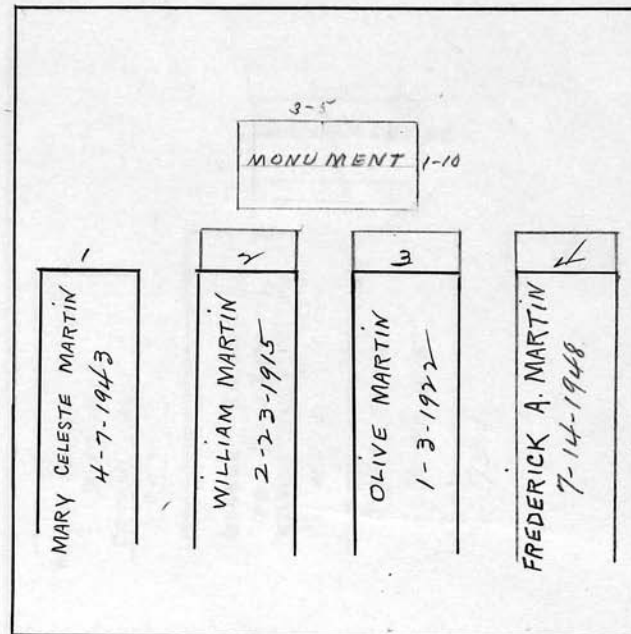 3-5
MONUMENT
1-10
1
2
3
4
MARY CELESTE MARTIN
4-7-1943
WILLIAM MARTIN
2-23-1915
OLIVE MARTIN
1-3-1922
FREDERICK A. MARTIN
7-14-1948